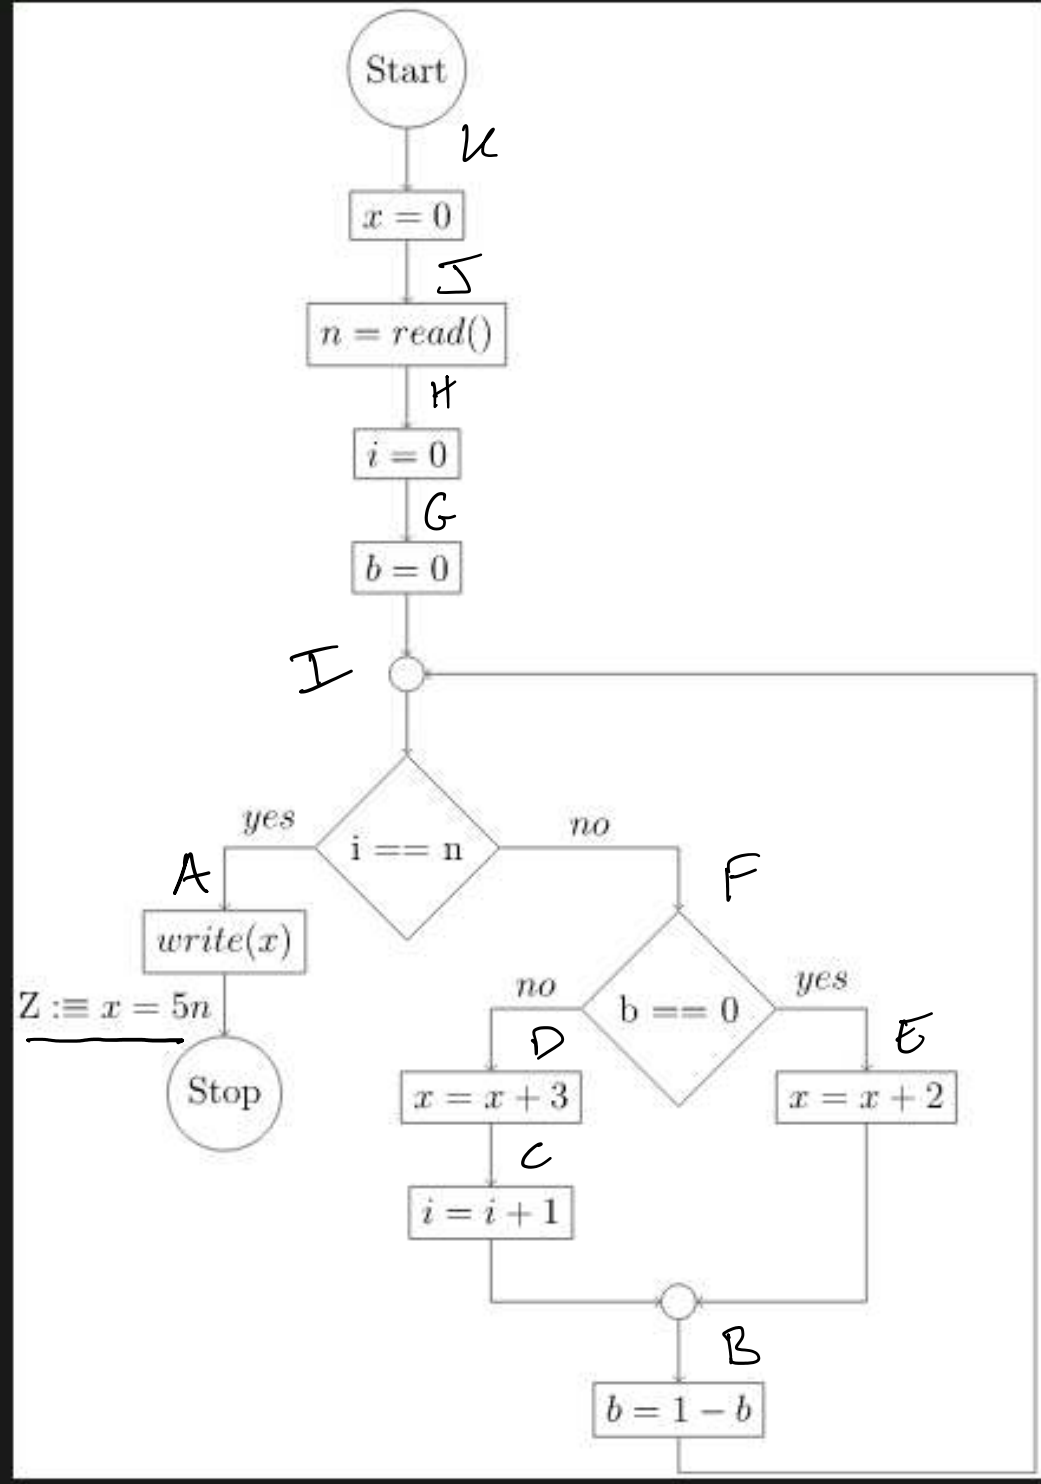 Start
K
x = 0
J
n = read()
H
i = 0
G
b = 0
I
yes
i == n
no
A
F
write(x)
no
b == 0
yes
Z :≡ x = 5n
D
E
Stop
x = x + 3
x = x + 2
C
i = i + 1
B
b = 1 − b